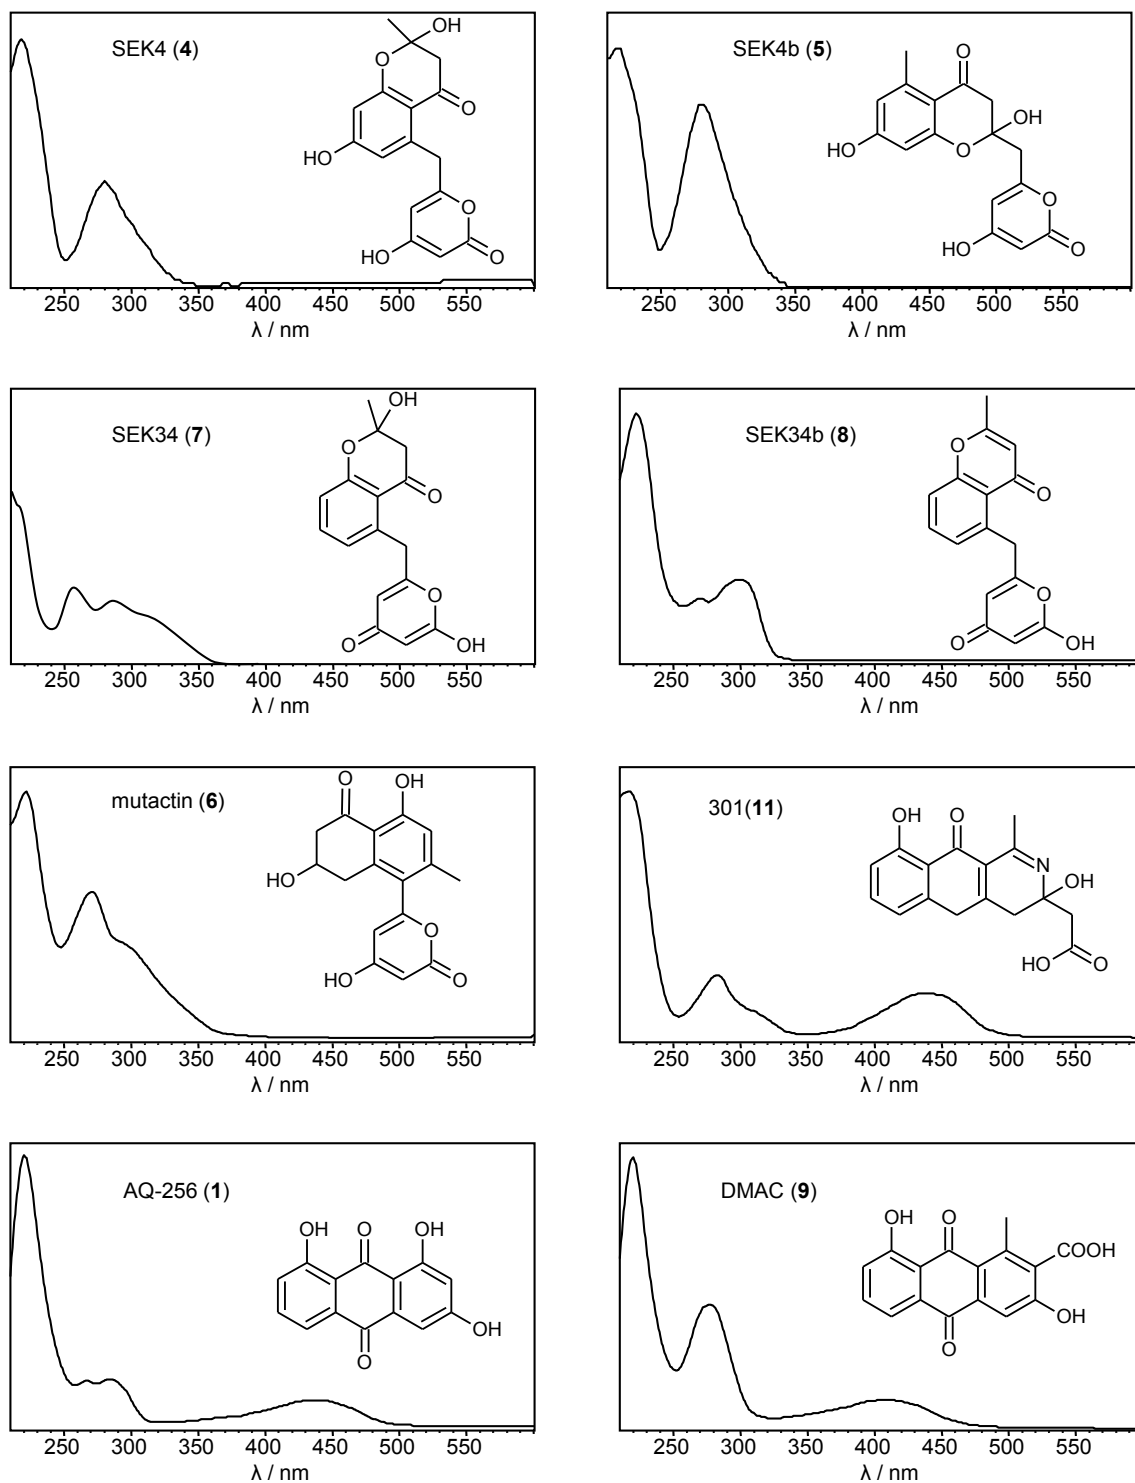 SEK4 (4)
OH
O
O
HO
O
HO
O
250 300 350 400 450 500 550
λ / nm
SEK4b (5)
O
OH
HO
O
O
HO
O
250 300 350 400 450 500 550
λ / nm
SEK34 (7)
OH
O
O
O
O
OH
250 300 350 400 450 500 550
λ / nm
SEK34b (8)
O
O
O
O
OH
250 300 350 400 450 500 550
λ / nm
mutactin (6)
O
OH
HO
O
HO
O
250 300 350 400 450 500 550
λ / nm
301(11)
OH
O
N
OH
HO
O
250 300 350 400 450 500 550
λ / nm
AQ-256 (1)
OH
O
OH
OH
O
250 300 350 400 450 500 550
λ / nm
DMAC (9)
OH
O
COOH
OH
O
250 300 350 400 450 500 550
λ / nm